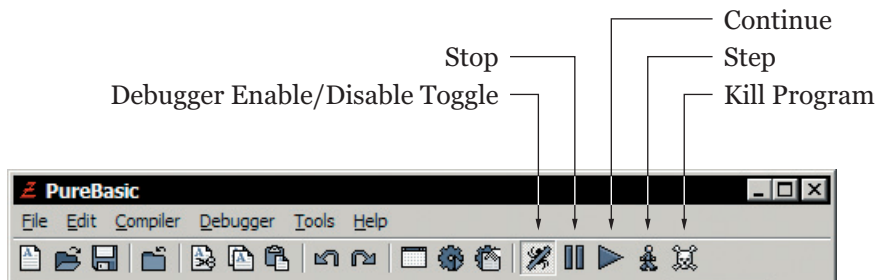 Continue
Stop Step
Debugger Enable/Disable Toggle Kill Program
PureBasic
File Edit Compiler Debugger Tools Help